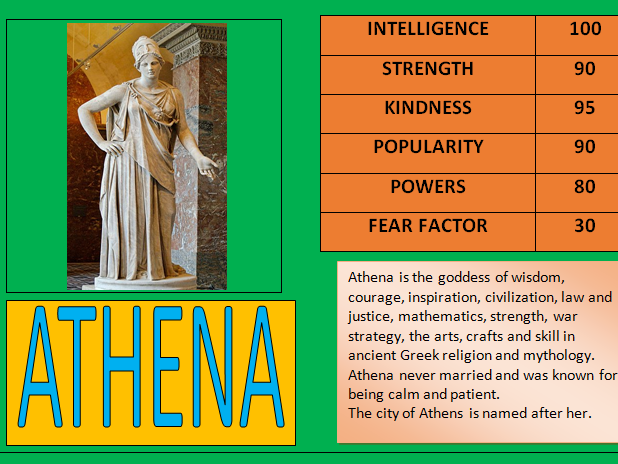 INTELLIGENCE 100
STRENGTH 90
KINDNESS 95
POPULARITY 90
POWERS 80
FEAR FACTOR 30
ATHENA
Athena is the goddess of wisdom,
courage, inspiration, civilization, law and
justice, mathematics, strength, war
strategy, the arts, crafts and skill in
ancient Greek religion and mythology.
Athena never married and was known for
being calm and patient.
The city of Athens is named after her.